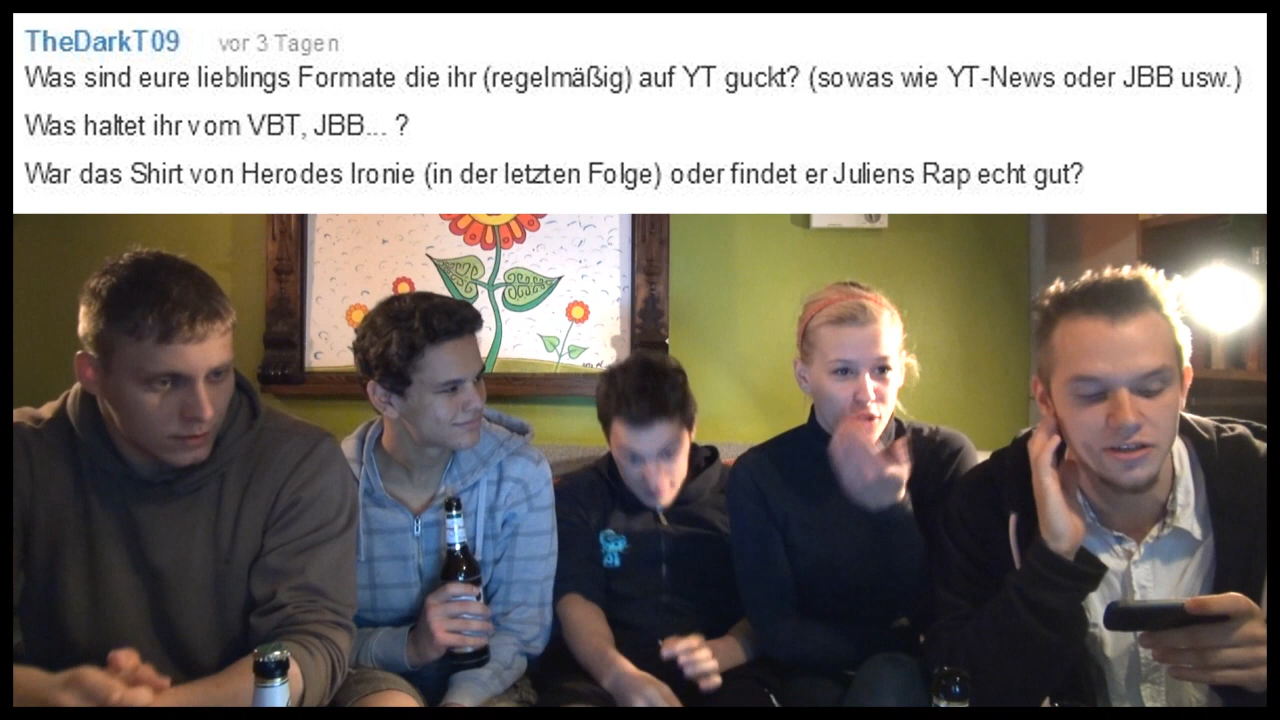 TheDarkT09 vor 3 Tagen
Was sind eure lieblings Formate die ihr (regelmäßig) auf YT guckt? (sowas wie YT-News oder JBB usw.)
Was haltet ihr vom VBT, JBB... ?
War das Shirt von Herodes Ironie (in der letzten Folge) oder findet er Juliens Rap echt gut?